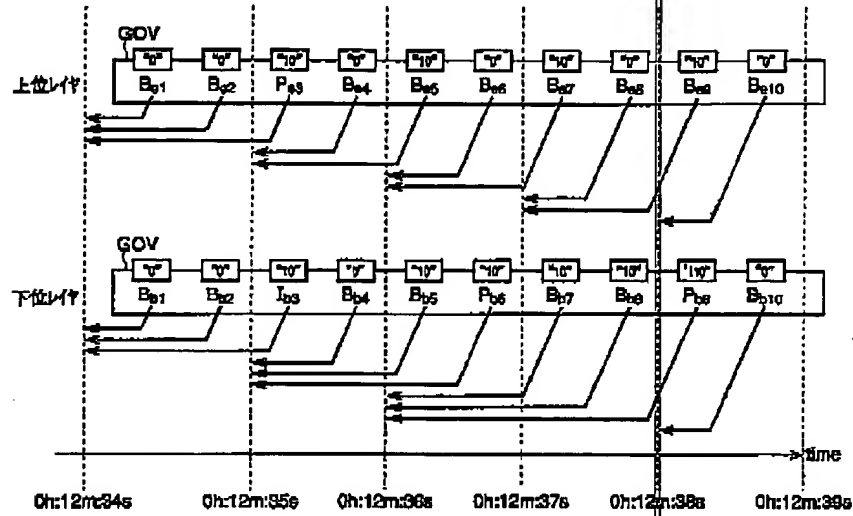 GOV
"0" "0" "10" "0" "10" "0" "10" "0" "10" "0"
上位レイヤ Be1 Be2 Pe3 Be4 Be5 Be6 Be7 Be8 Be9 Be10
GOV
"0" "0" "10" "0" "10" "10" "10" "10" "110" "0"
下位レイヤ Bb1 Bb2 Ib3 Bb4 Bb5 Pb6 Bb7 Bb8 Pb9 Bb10
time
0h:12m:34s 0h:12m:35s 0h:12m:36s 0h:12m:37s 0h:12m:38s 0h:12m:39s